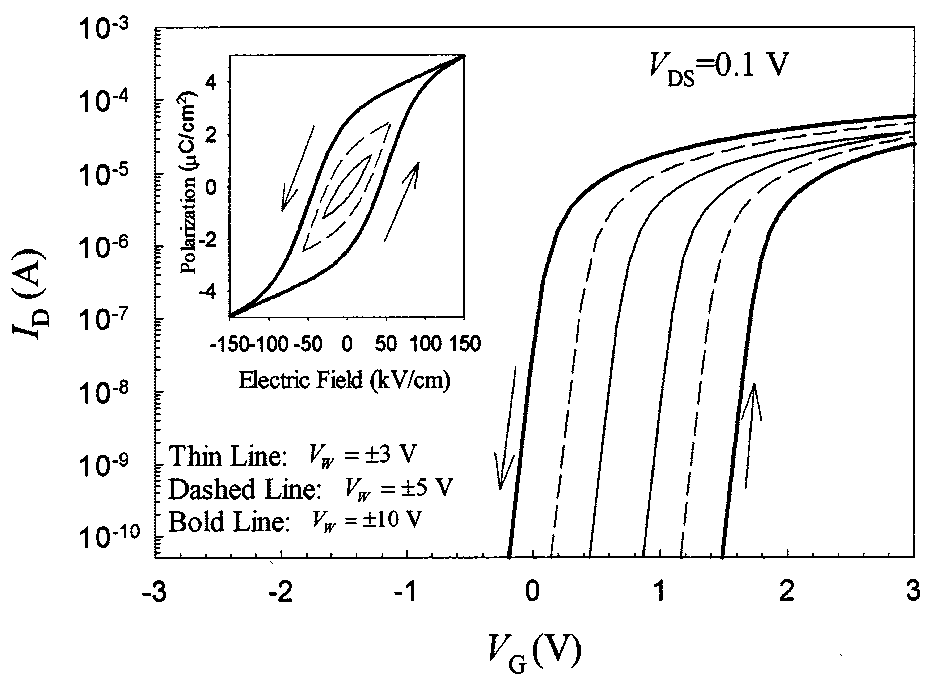 10⁻³
10⁻⁴
10⁻⁵
10⁻⁶
10⁻⁷
10⁻⁸
10⁻⁹
10⁻¹⁰
I_D (A)
V_DS=0.1 V
4
2
0
-2
-4
Polarization (μC/cm²)
-150 -100 -50 0 50 100 150
Electric Field (kV/cm)
Thin Line: V_W = ±3 V
Dashed Line: V_W = ±5 V
Bold Line: V_W = ±10 V
-3 -2 -1 0 1 2 3
V_G (V)